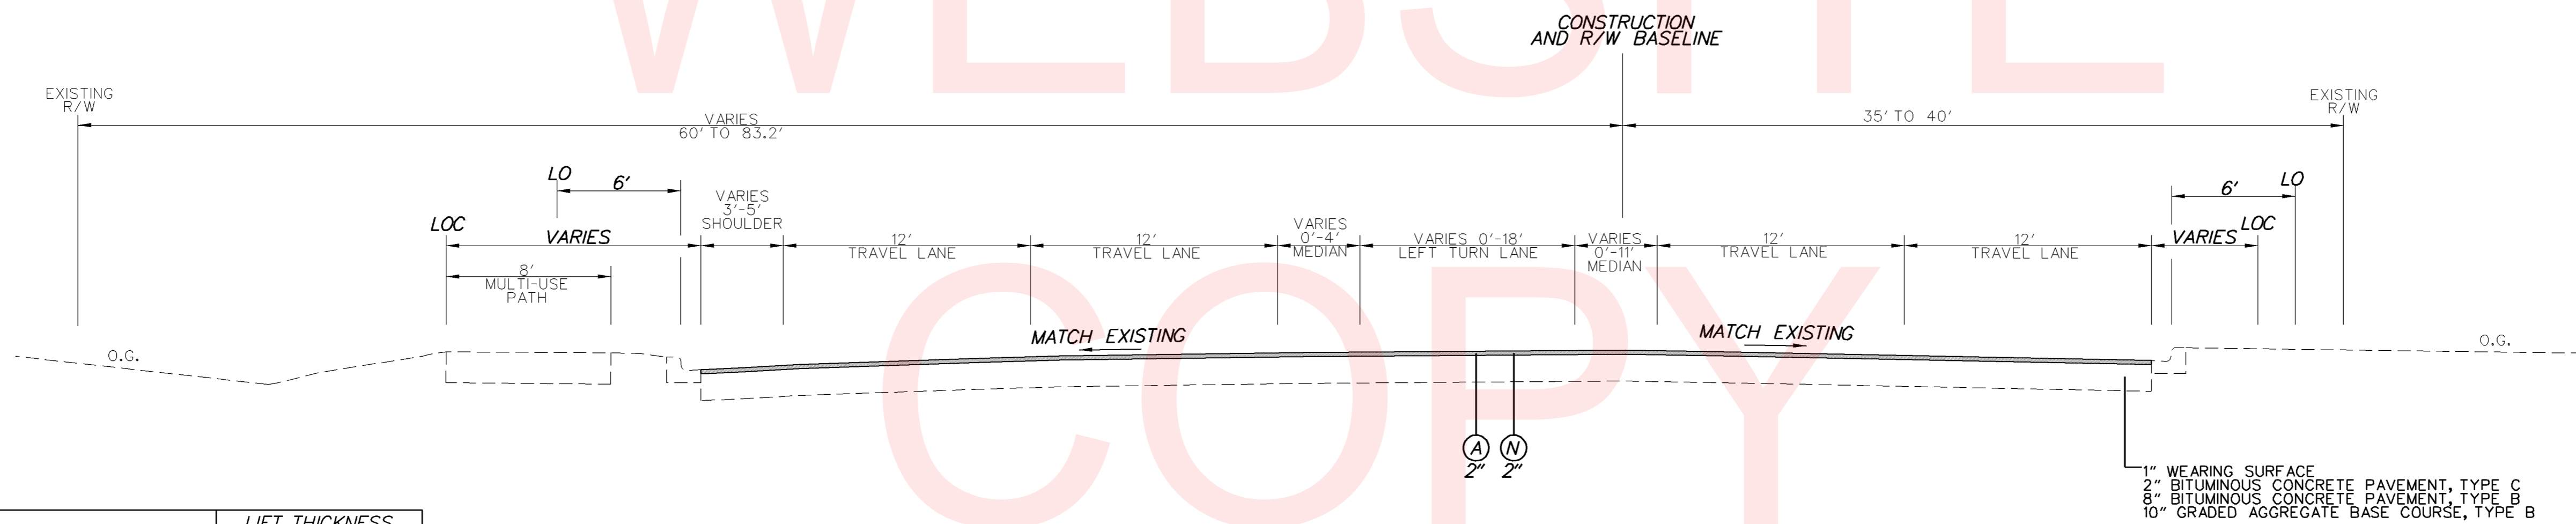 WEBSITE
COPY
CONSTRUCTION
AND R/W BASELINE
EXISTING
R/W
VARIES
60' TO 83.2'
35' TO 40'
EXISTING
R/W
LO
6'
VARIES
3'-5'
SHOULDER
LOC
VARIES
8'
MULTI-USE
PATH
12'
TRAVEL LANE
12'
TRAVEL LANE
VARIES
0'-4'
MEDIAN
VARIES 0'-18'
LEFT TURN LANE
VARIES
0'-11'
MEDIAN
12'
TRAVEL LANE
12'
TRAVEL LANE
6'
LO
VARIES
LOC
O.G.
MATCH EXISTING
MATCH EXISTING
O.G.
A
2"
N
2"
1" WEARING SURFACE
2" BITUMINOUS CONCRETE PAVEMENT, TYPE C
8" BITUMINOUS CONCRETE PAVEMENT, TYPE B
10" GRADED AGGREGATE BASE COURSE, TYPE B
LIFT THICKNESS